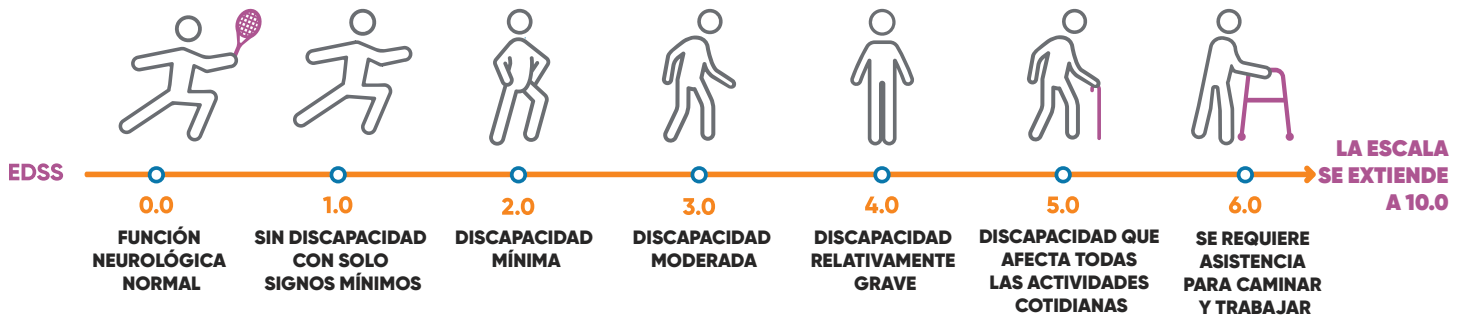 EDSS
0.0
FUNCIÓN
NEUROLÓGICA
NORMAL
1.0
SIN DISCAPACIDAD
CON SOLO
SIGNOS MÍNIMOS
2.0
DISCAPACIDAD
MÍNIMA
3.0
DISCAPACIDAD
MODERADA
4.0
DISCAPACIDAD
RELATIVAMENTE
GRAVE
5.0
DISCAPACIDAD QUE
AFECTA TODAS
LAS ACTIVIDADES
COTIDIANAS
6.0
SE REQUIERE
ASISTENCIA
PARA CAMINAR
Y TRABAJAR
LA ESCALA
SE EXTIENDE
A 10.0